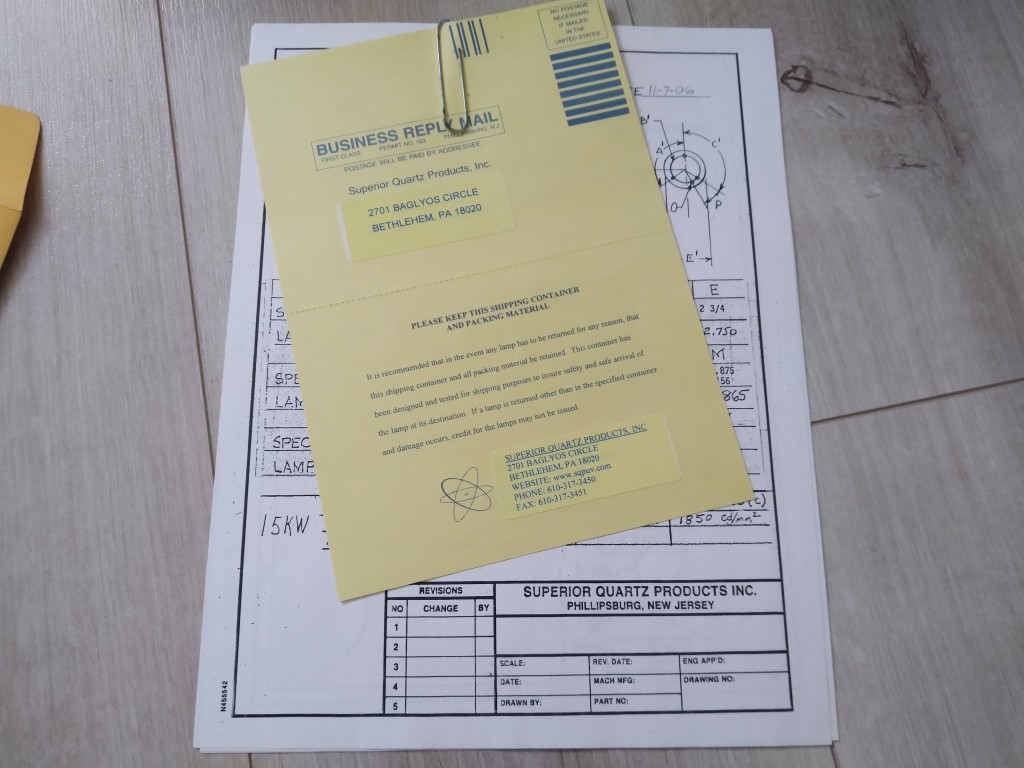 NO POSTAGE
NECESSARY
IF MAILED
IN THE
UNITED STATES
BUSINESS REPLY MAIL
FIRST CLASS PERMIT NO. 163 PHILLIPSBURG, N.J.
POSTAGE WILL BE PAID BY ADDRESSEE
Superior Quartz Products, Inc.
2701 BAGLYOS CIRCLE
BETHLEHEM, PA 18020
PLEASE KEEP THIS SHIPPING CONTAINER
AND PACKING MATERIAL
It is recommended that in the event any lamp has to be returned for any reason, that
this shipping container and all packing material be retained. This container has
been designed and tested for shipping purposes to insure safety and safe arrival of
the lamp at its destination. If a lamp is returned other than in the specified container
and damage occurs, credit for the lamps may not be issued.
SUPERIOR QUARTZ PRODUCTS, INC
2701 BAGLYOS CIRCLE
BETHLEHEM, PA 18020
WEBSITE: www.sqpuv.com
PHONE: 610-317-3450
FAX: 610-317-3451
E 11-7-06
B'
A'
C'
O
P
E'
E
2 3/4
2.750
M
.875
156
865
SPEC
LAMP
(C)
15KW
1850 cd/mm²
REVISIONS
NO CHANGE BY
1
2
3
4
5
SUPERIOR QUARTZ PRODUCTS INC.
PHILLIPSBURG, NEW JERSEY
SCALE: REV. DATE: ENG APP'D:
DATE: MACH MFG: DRAWING NO:
DRAWN BY: PART NO:
N455542